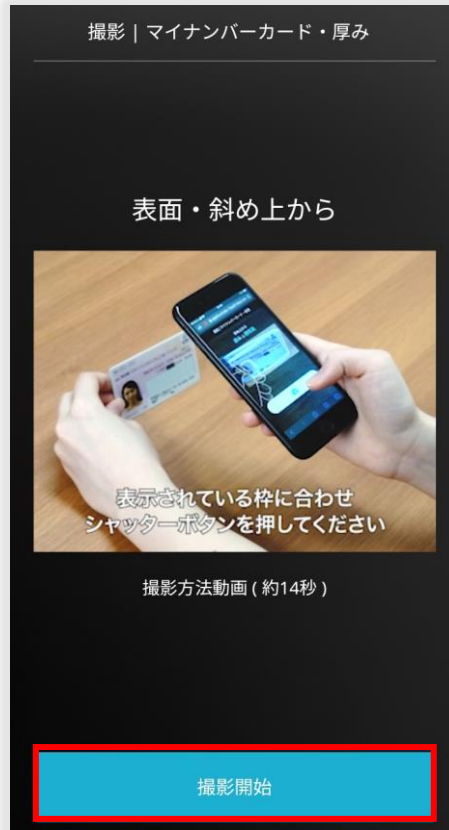 撮影 | マイナンバーカード・厚み
表面・斜め上から
表示されている枠に合わせ
シャッターボタンを押してください
撮影方法動画 ( 約14秒 )
撮影開始